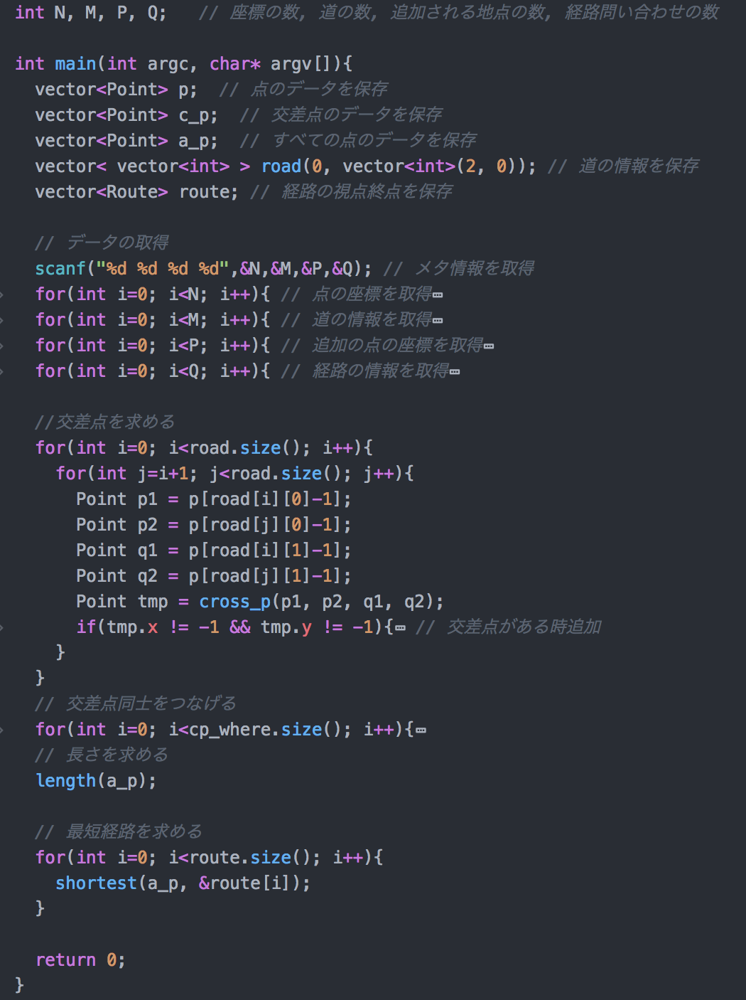 int N, M, P, Q;   // 座標の数, 道の数, 追加される地点の数, 経路問い合わせの数
int main(int argc, char* argv[]){
  vector<Point> p;  // 点のデータを保存
  vector<Point> c_p;  // 交差点のデータを保存
  vector<Point> a_p;  // すべての点のデータを保存
  vector< vector<int> > road(0, vector<int>(2, 0)); // 道の情報を保存
  vector<Route> route; // 経路の視点終点を保存
  // データの取得
  scanf("%d %d %d %d",&N,&M,&P,&Q); // メタ情報を取得
  for(int i=0; i<N; i++){ // 点の座標を取得…
  for(int i=0; i<M; i++){ // 道の情報を取得…
  for(int i=0; i<P; i++){ // 追加の点の座標を取得…
  for(int i=0; i<Q; i++){ // 経路の情報を取得…
  //交差点を求める
  for(int i=0; i<road.size(); i++){
    for(int j=i+1; j<road.size(); j++){
      Point p1 = p[road[i][0]-1];
      Point p2 = p[road[j][0]-1];
      Point q1 = p[road[i][1]-1];
      Point q2 = p[road[j][1]-1];
      Point tmp = cross_p(p1, p2, q1, q2);
      if(tmp.x != -1 && tmp.y != -1){… // 交差点がある時追加
    }
  }
  // 交差点同士をつなげる
  for(int i=0; i<cp_where.size(); i++){…
  // 長さを求める
  length(a_p);
  // 最短経路を求める
  for(int i=0; i<route.size(); i++){
    shortest(a_p, &route[i]);
  }
  return 0;
}